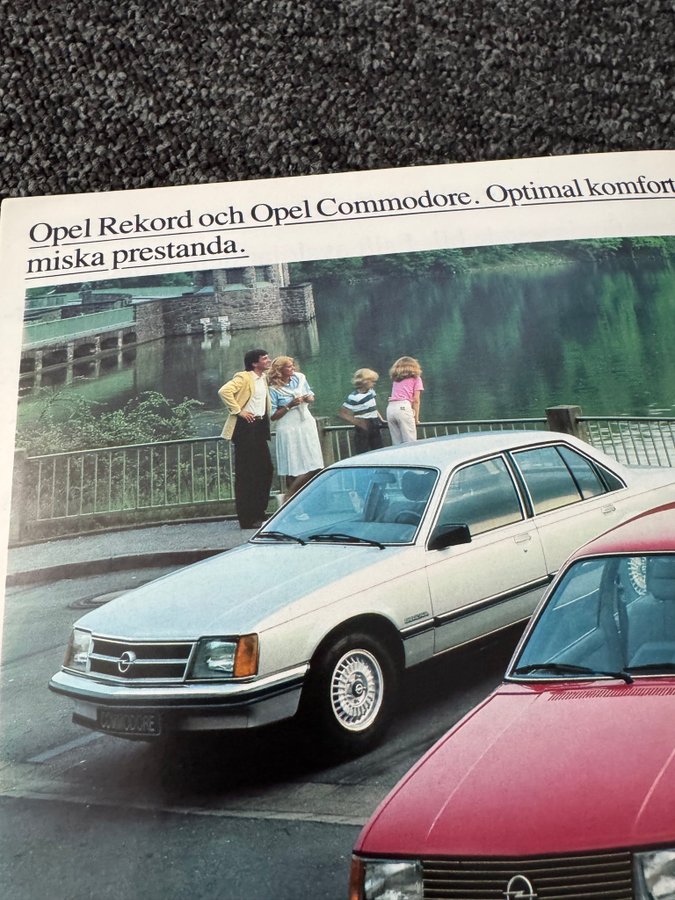 Opel Rekord och Opel Commodore. Optimal komfort
miska prestanda.
COMMODORE